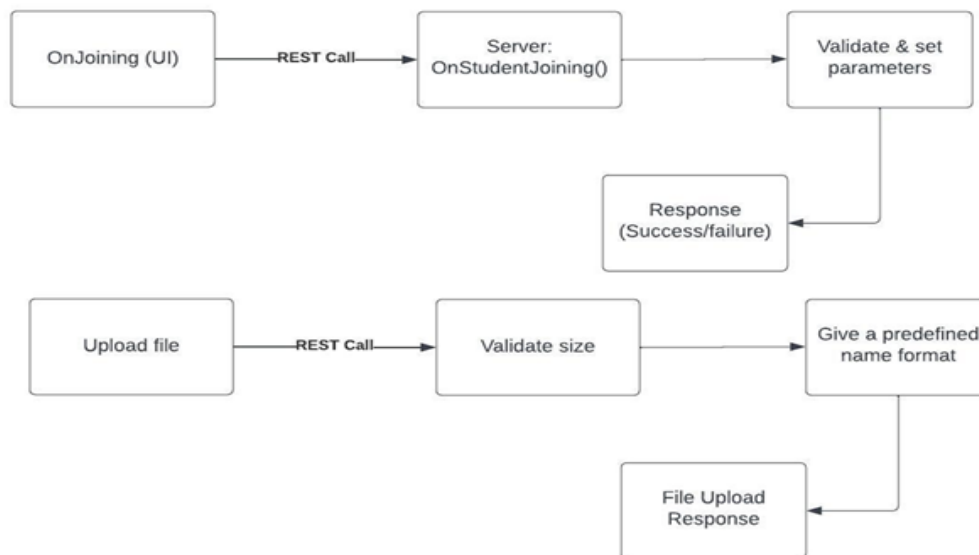 OnJoining (UI)
REST Call
Server:
OnStudentJoining()
Validate & set
parameters
Response
(Success/failure)
Upload file
REST Call
Validate size
Give a predefined
name format
File Upload
Response